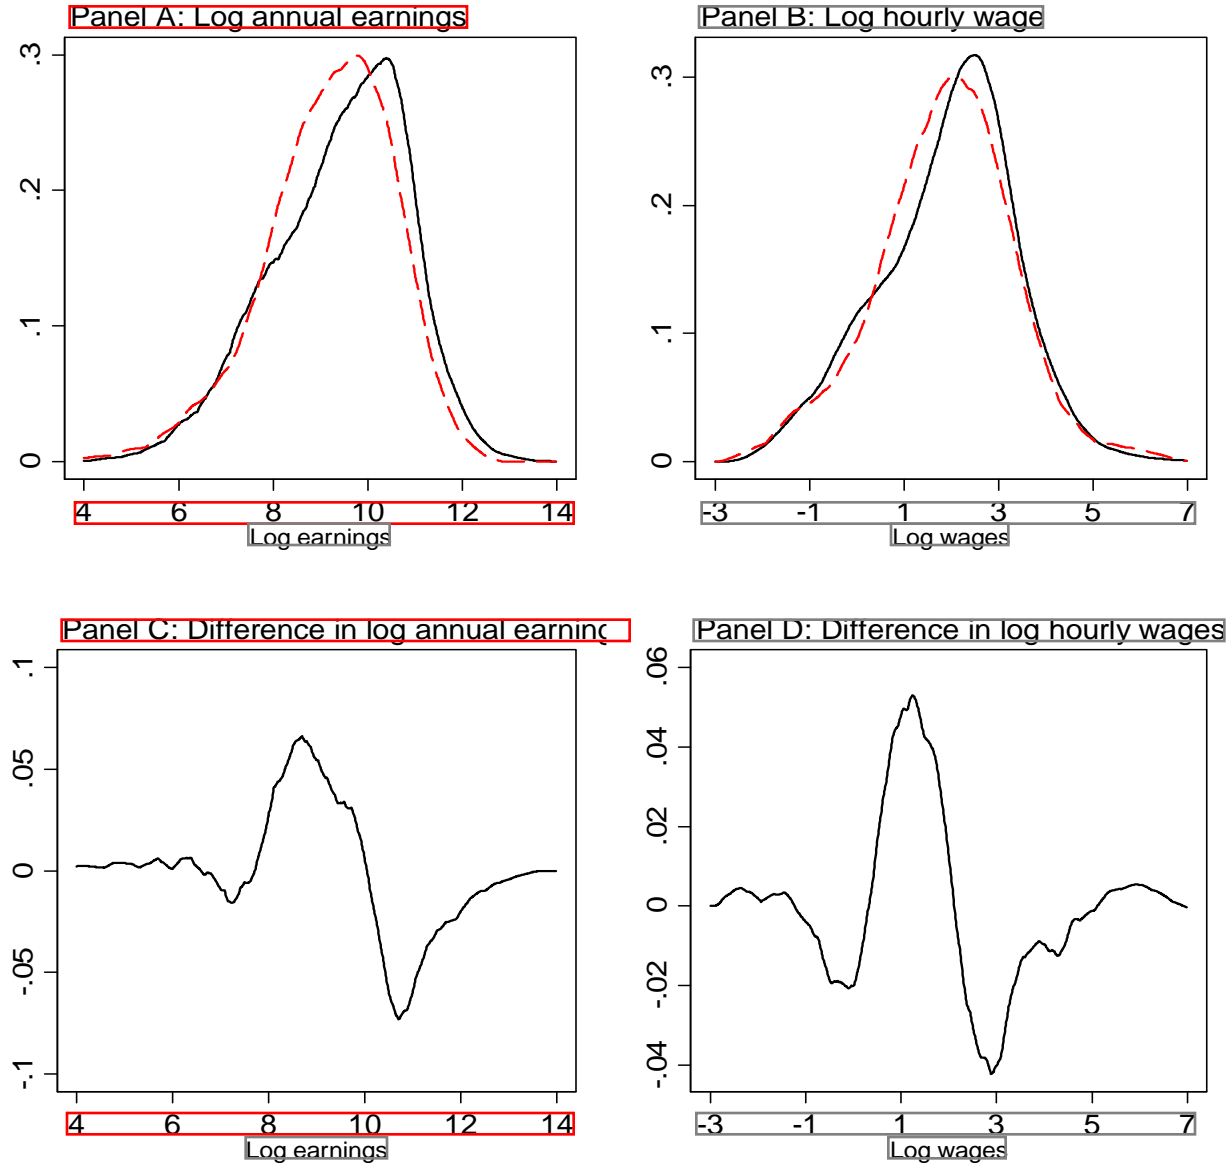 Panel A: Log annual earnings
.3
.2
.1
0
4 6 8 10 12 14
Log earnings
Panel B: Log hourly wage
.3
.2
.1
0
-3 -1 1 3 5 7
Log wages
Panel C: Difference in log annual earning
.1
.05
0
-.05
-.1
4 6 8 10 12 14
Log earnings
Panel D: Difference in log hourly wages
.06
.04
.02
0
-.02
-.04
-3 -1 1 3 5 7
Log wages